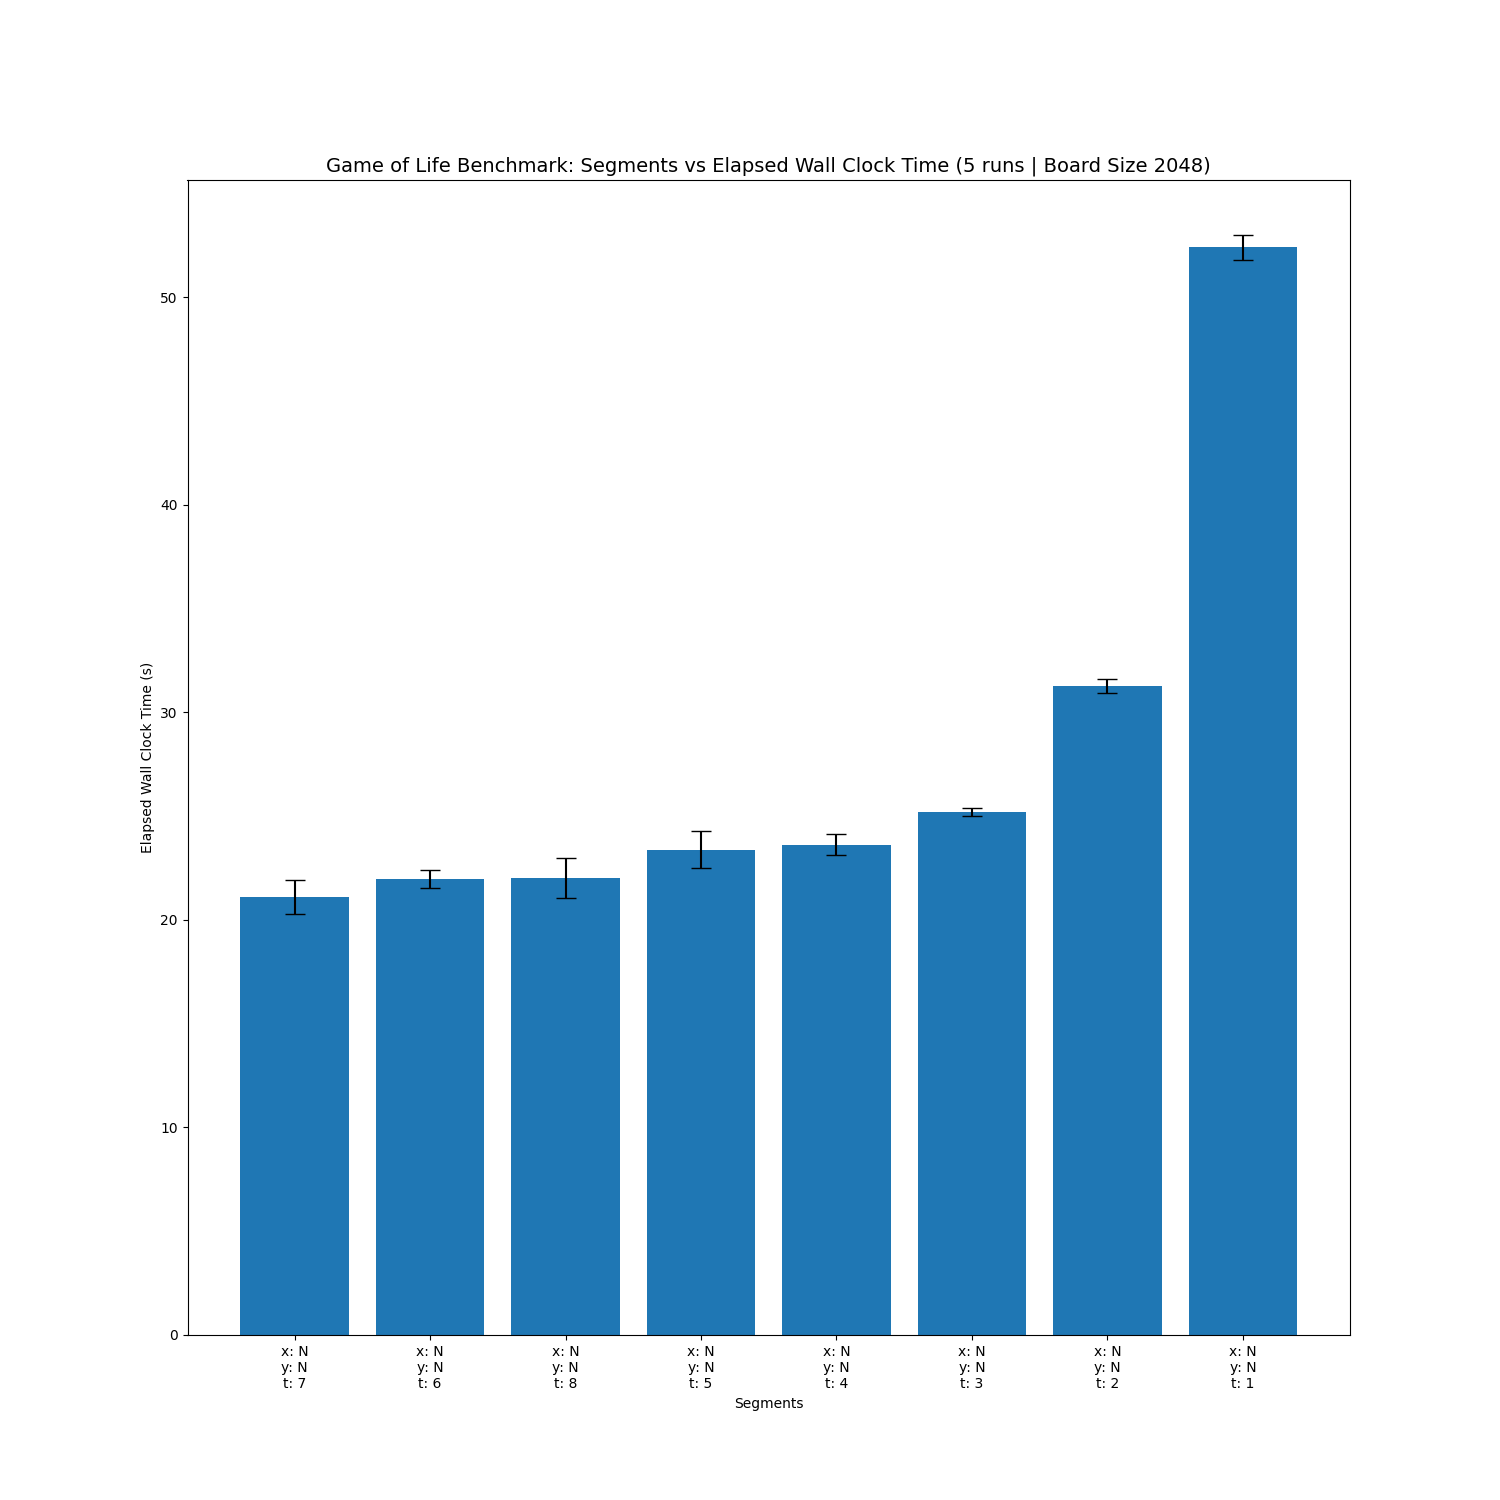 Game of Life Benchmark: Segments vs Elapsed Wall Clock Time (5 runs | Board Size 2048)
Elapsed Wall Clock Time (s)
50
40
30
20
10
0
x: N
y: N
t: 7
x: N
y: N
t: 6
x: N
y: N
t: 8
x: N
y: N
t: 5
x: N
y: N
t: 4
x: N
y: N
t: 3
x: N
y: N
t: 2
x: N
y: N
t: 1
Segments